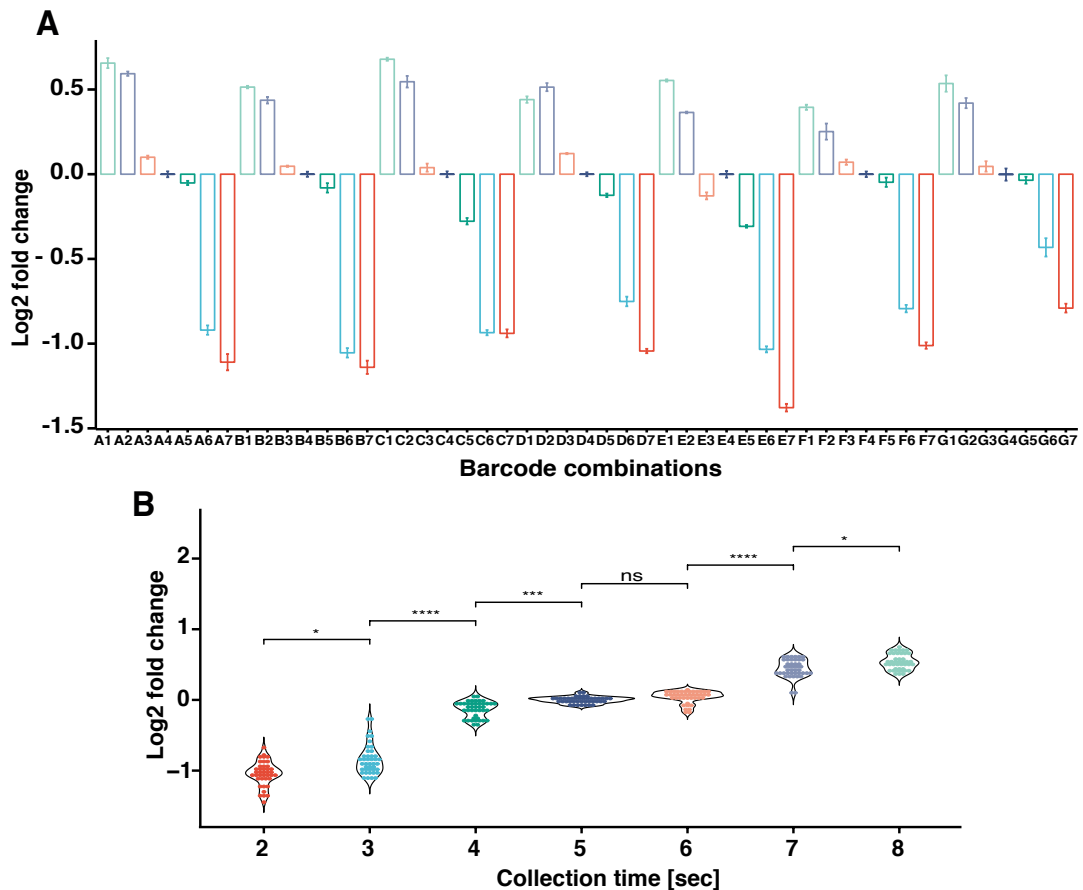 A
Log2 fold change
0.5
0.0
- 0.5
-1.0
-1.5
A1 A2 A3 A4 A5 A6 A7 B1 B2 B3 B4 B5 B6 B7 C1 C2 C3 C4 C5 C6 C7 D1 D2 D3 D4 D5 D6 D7 E1 E2 E3 E4 E5 E6 E7 F1 F2 F3 F4 F5 F6 F7 G1 G2 G3 G4 G5 G6 G7
Barcode combinations
B
Log2 fold change
2
1
0
−1
* **** *** ns **** *
2 3 4 5 6 7 8
Collection time [sec]